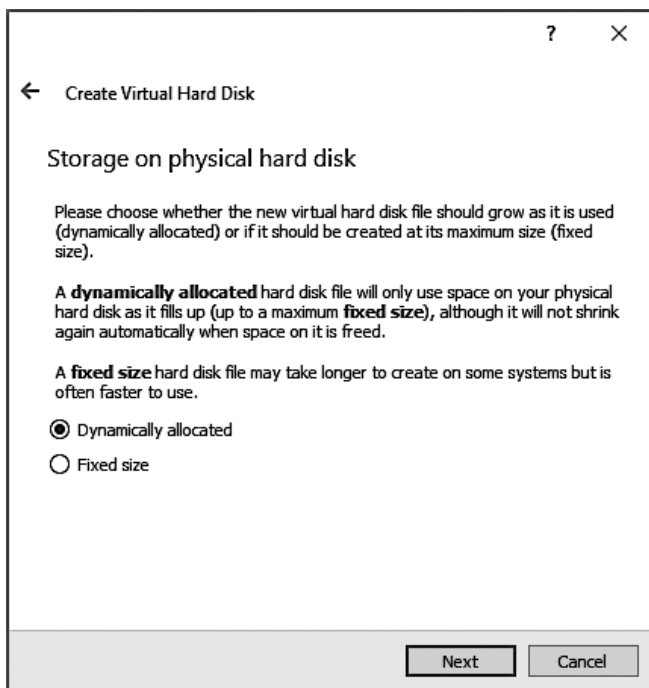 ?
Create Virtual Hard Disk
Storage on physical hard disk
Please choose whether the new virtual hard disk file should grow as it is used
(dynamically allocated) or if it should be created at its maximum size (fixed
size).
A dynamically allocated hard disk file will only use space on your physical
hard disk as it fills up (up to a maximum fixed size), although it will not shrink
again automatically when space on it is freed.
A fixed size hard disk file may take longer to create on some systems but is
often faster to use.
Dynamically allocated
Fixed size
Next Cancel